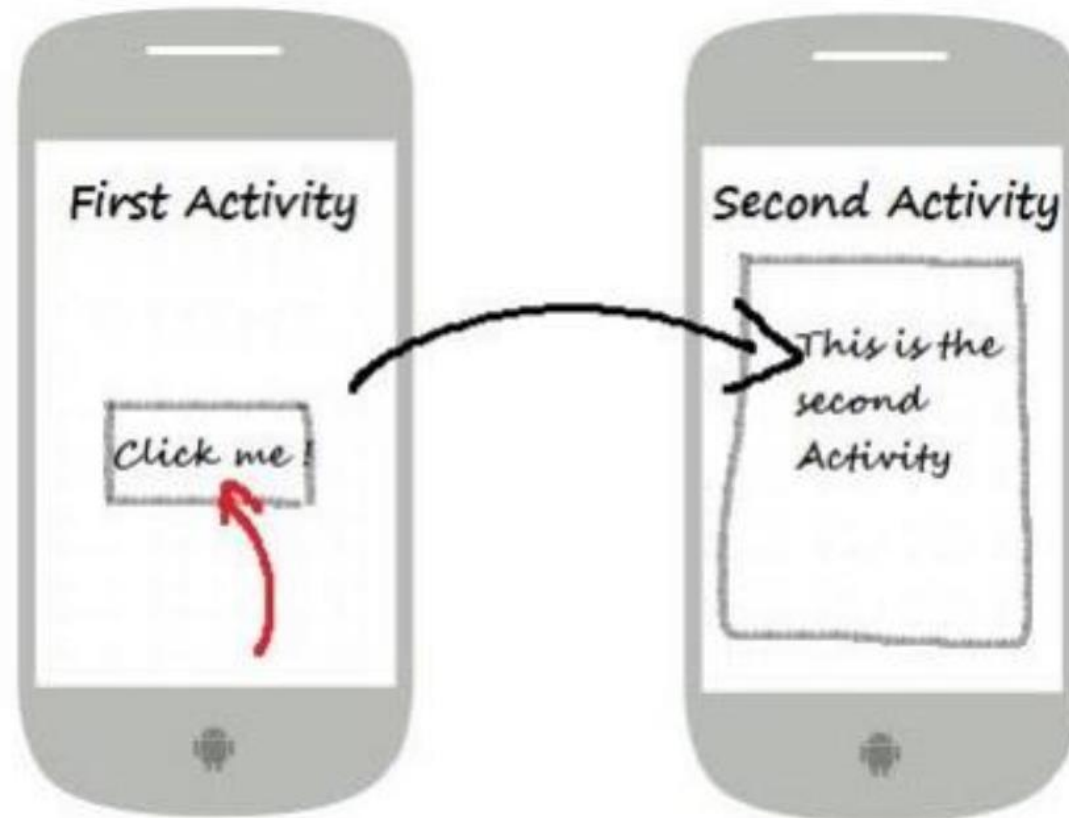 First Activity
Click me!
Second Activity
This is the
second
Activity